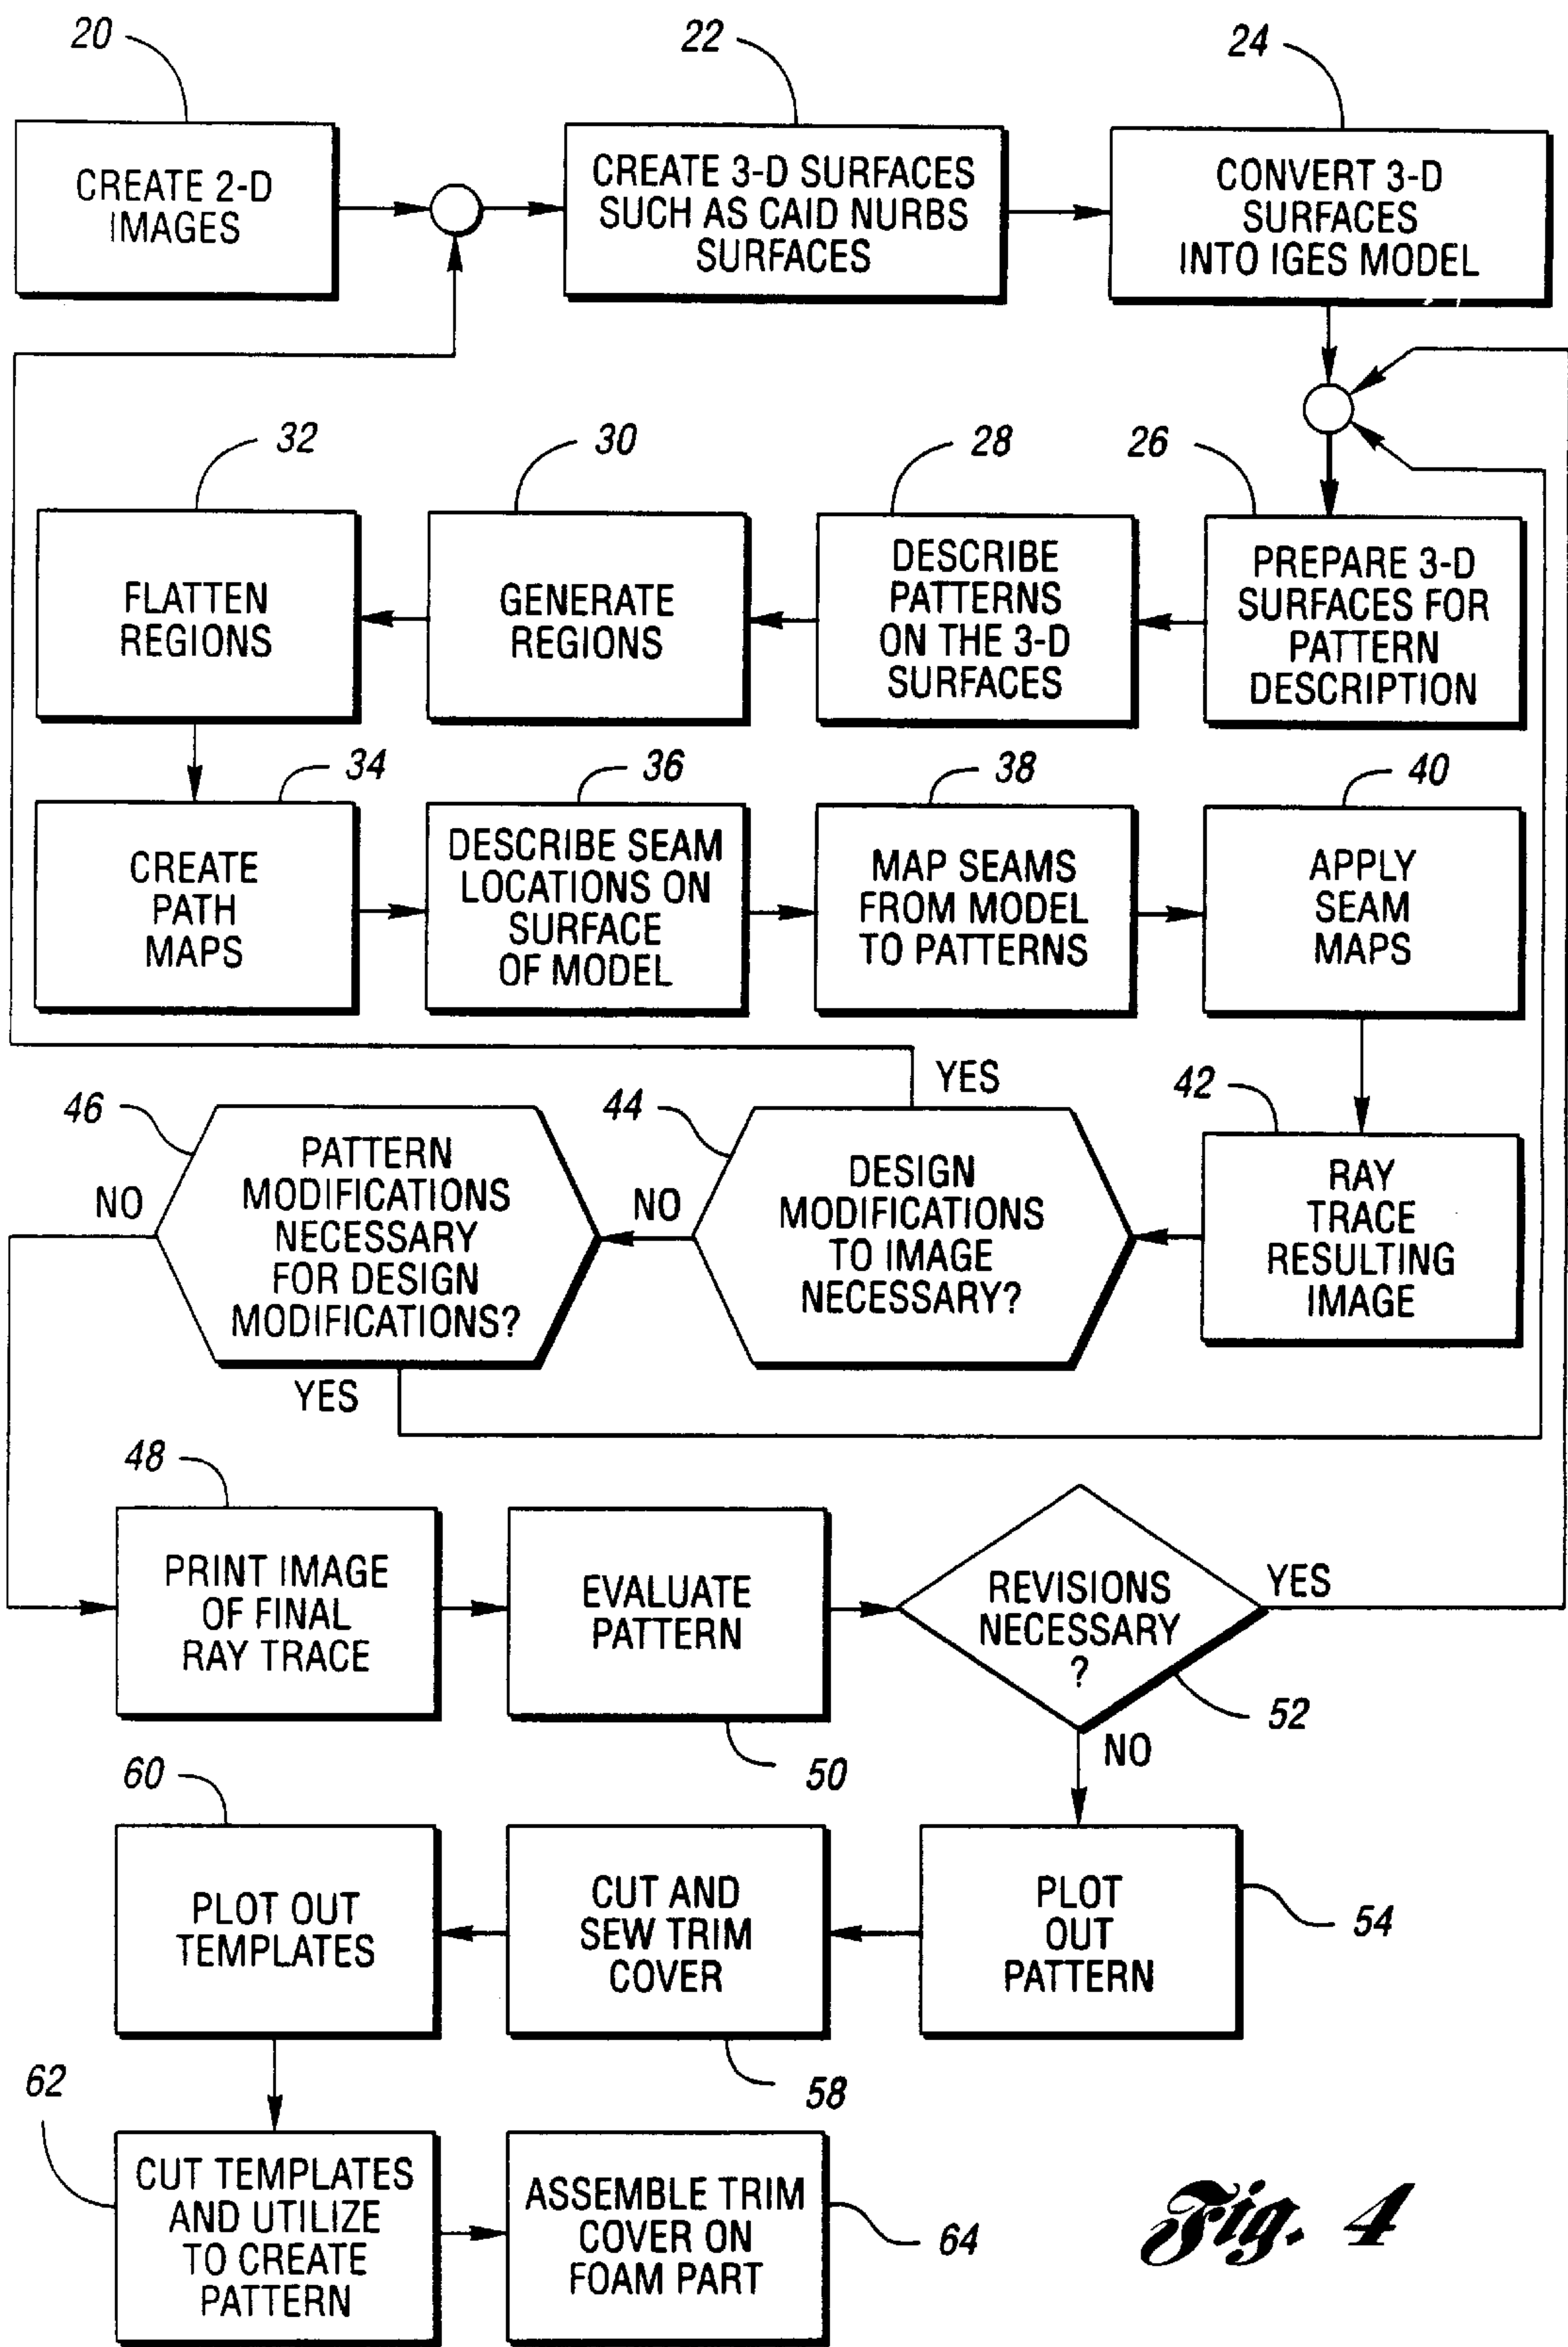 20
CREATE 2-D
IMAGES
22
CREATE 3-D SURFACES
SUCH AS CAID NURBS
SURFACES
24
CONVERT 3-D
SURFACES
INTO IGES MODEL
26
PREPARE 3-D
SURFACES FOR
PATTERN
DESCRIPTION
28
DESCRIBE
PATTERNS
ON THE 3-D
SURFACES
30
GENERATE
REGIONS
32
FLATTEN
REGIONS
34
CREATE
PATH
MAPS
36
DESCRIBE SEAM
LOCATIONS ON
SURFACE
OF MODEL
38
MAP SEAMS
FROM MODEL
TO PATTERNS
40
APPLY
SEAM
MAPS
42
RAY
TRACE
RESULTING
IMAGE
44
DESIGN
MODIFICATIONS
TO IMAGE
NECESSARY?
YES
NO
46
PATTERN
MODIFICATIONS
NECESSARY
FOR DESIGN
MODIFICATIONS?
NO
YES
48
PRINT IMAGE
OF FINAL
RAY TRACE
EVALUATE
PATTERN
50
REVISIONS
NECESSARY
?
YES
52
NO
PLOT
OUT
PATTERN
54
CUT AND
SEW TRIM
COVER
58
60
PLOT OUT
TEMPLATES
62
CUT TEMPLATES
AND UTILIZE
TO CREATE
PATTERN
ASSEMBLE TRIM
COVER ON
FOAM PART
64
Fig. 4